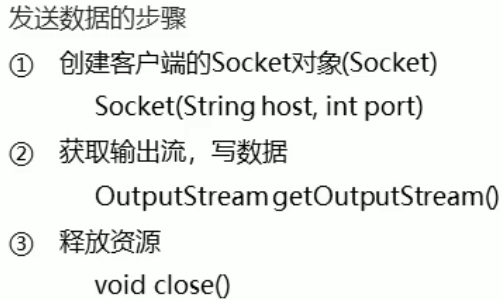 发送数据的步骤
① 创建客户端的Socket对象(Socket)
Socket(String host, int port)
② 获取输出流，写数据
OutputStream getOutputStream()
③ 释放资源
void close()